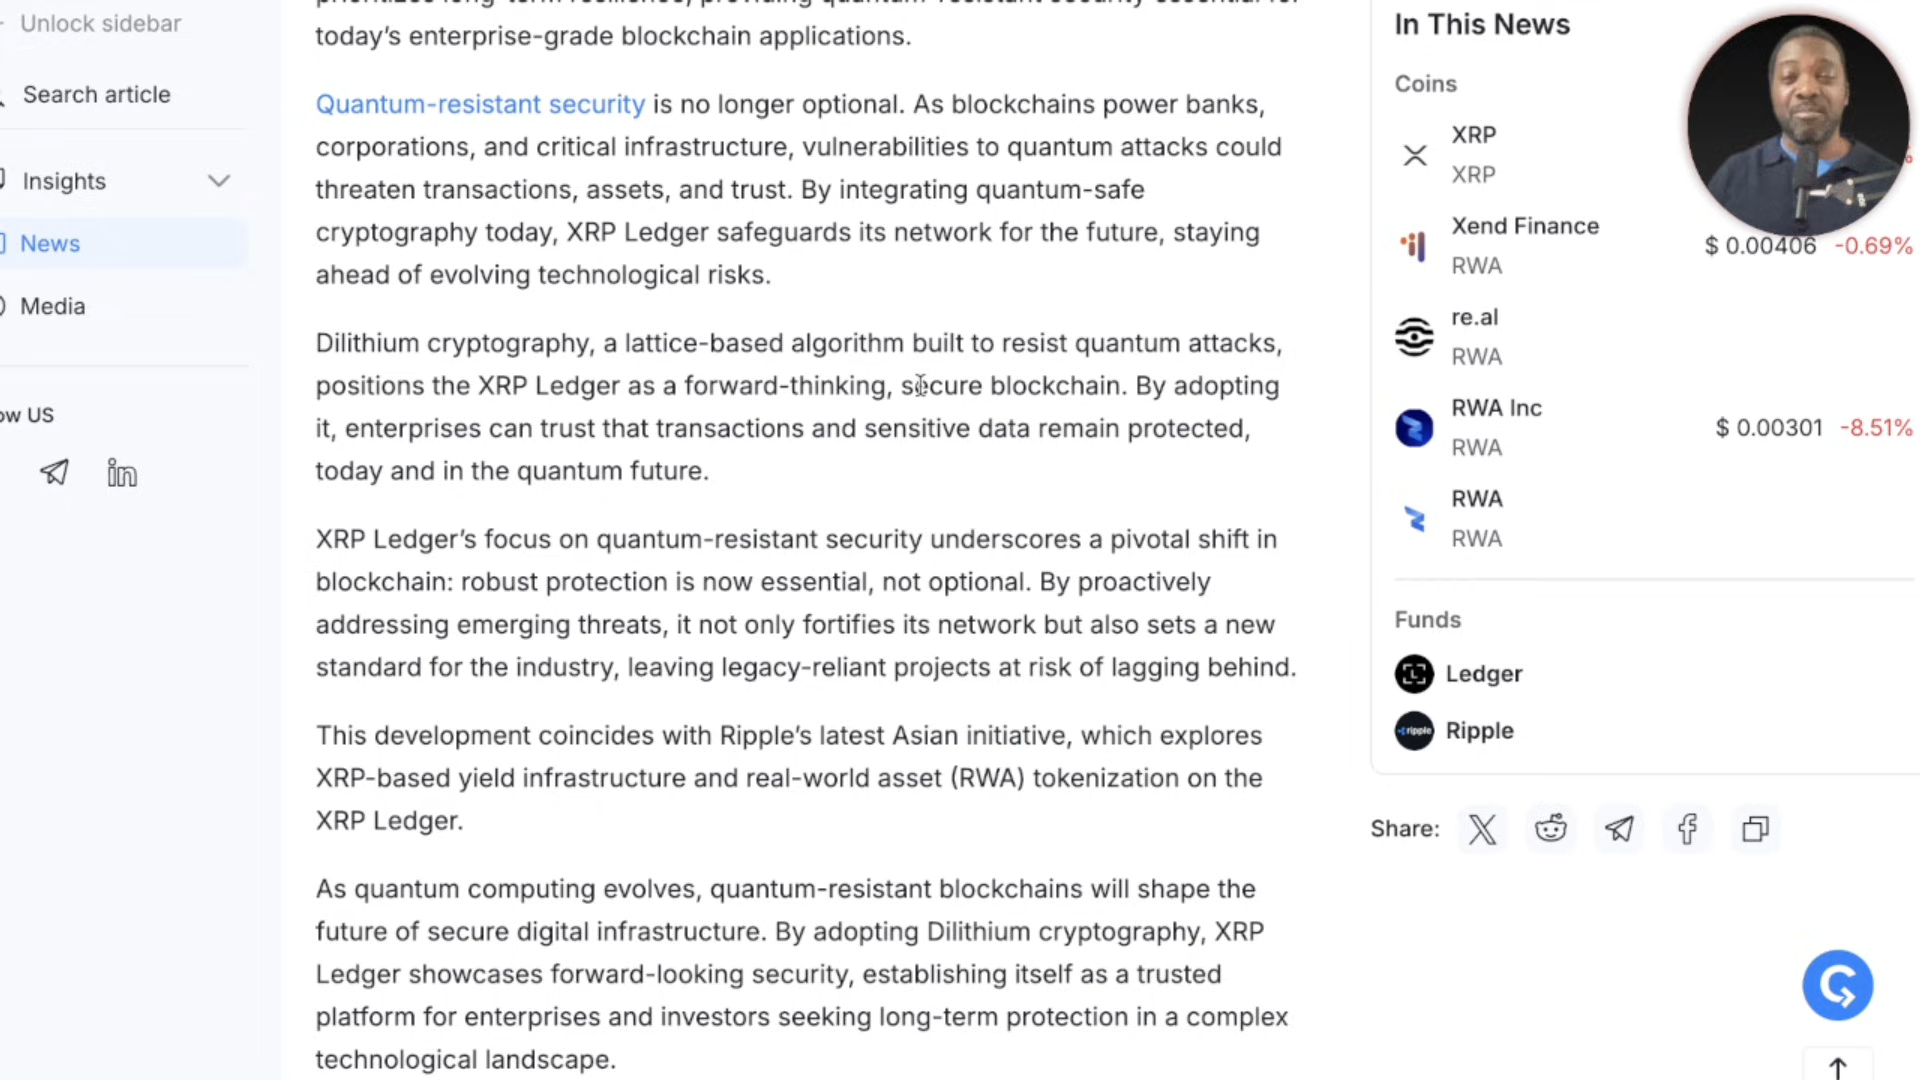 Unlock sidebar
Search article
Insights
News
Media
ow US
today’s enterprise-grade blockchain applications.
Quantum-resistant security is no longer optional. As blockchains power banks,
corporations, and critical infrastructure, vulnerabilities to quantum attacks could
threaten transactions, assets, and trust. By integrating quantum-safe
cryptography today, XRP Ledger safeguards its network for the future, staying
ahead of evolving technological risks.
Dilithium cryptography, a lattice-based algorithm built to resist quantum attacks,
positions the XRP Ledger as a forward-thinking, secure blockchain. By adopting
it, enterprises can trust that transactions and sensitive data remain protected,
today and in the quantum future.
XRP Ledger’s focus on quantum-resistant security underscores a pivotal shift in
blockchain: robust protection is now essential, not optional. By proactively
addressing emerging threats, it not only fortifies its network but also sets a new
standard for the industry, leaving legacy-reliant projects at risk of lagging behind.
This development coincides with Ripple’s latest Asian initiative, which explores
XRP-based yield infrastructure and real-world asset (RWA) tokenization on the
XRP Ledger.
As quantum computing evolves, quantum-resistant blockchains will shape the
future of secure digital infrastructure. By adopting Dilithium cryptography, XRP
Ledger showcases forward-looking security, establishing itself as a trusted
platform for enterprises and investors seeking long-term protection in a complex
technological landscape.
In This News
Coins
XRP
XRP
Xend Finance
RWA
$ 0.00406 -0.69%
re.al
RWA
RWA Inc
RWA
$ 0.00301 -8.51%
RWA
RWA
Funds
Ledger
ripple
Ripple
Share: